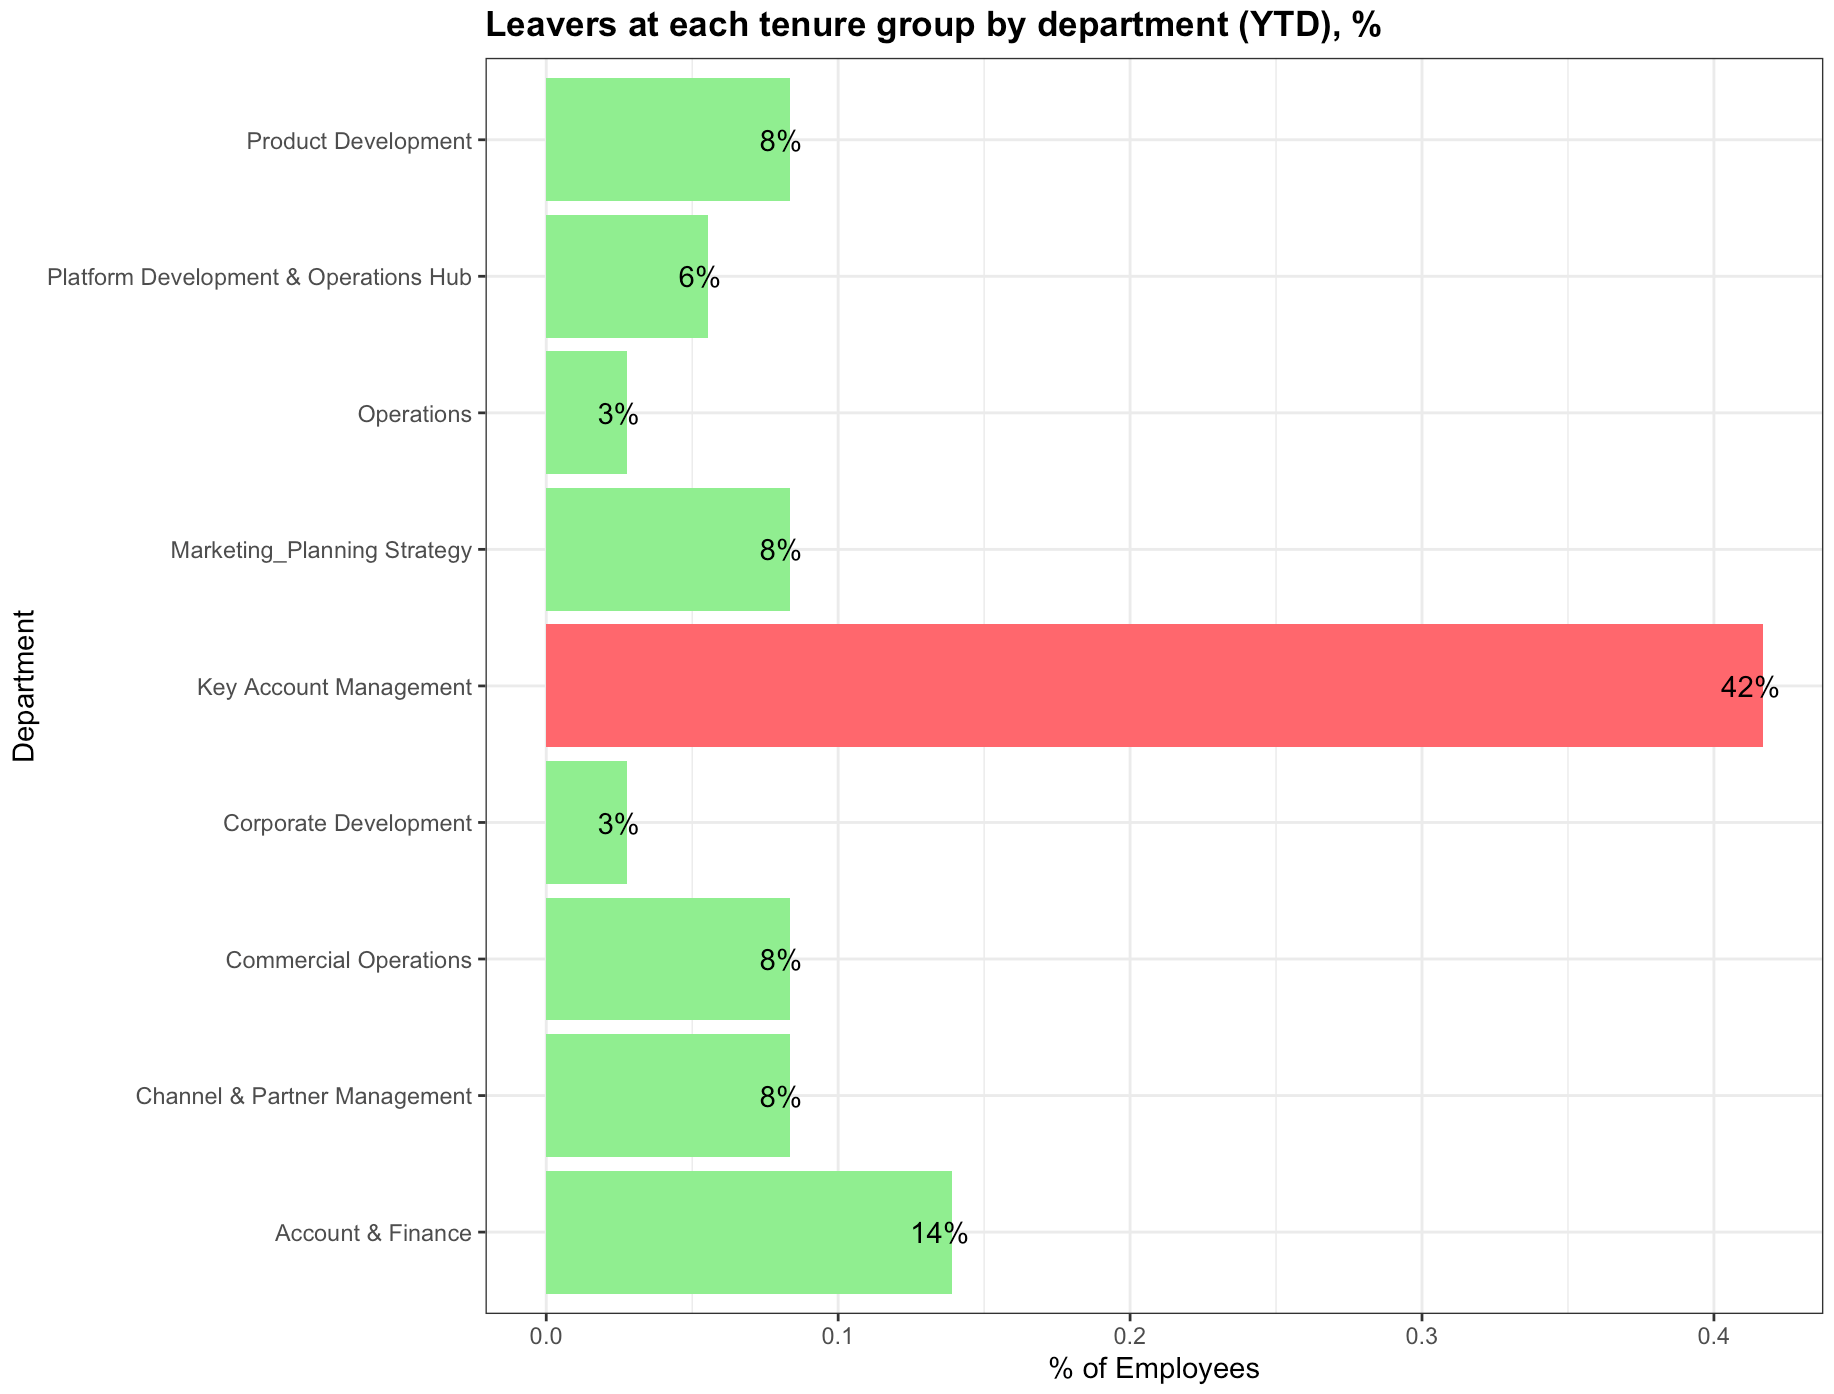 Leavers at each tenure group by department (YTD), %
Product Development
8%
Platform Development & Operations Hub
6%
Operations
3%
Marketing_Planning Strategy
8%
Key Account Management
42%
Corporate Development
3%
Commercial Operations
8%
Channel & Partner Management
8%
Account & Finance
14%
Department
0.0 0.1 0.2 0.3 0.4
% of Employees